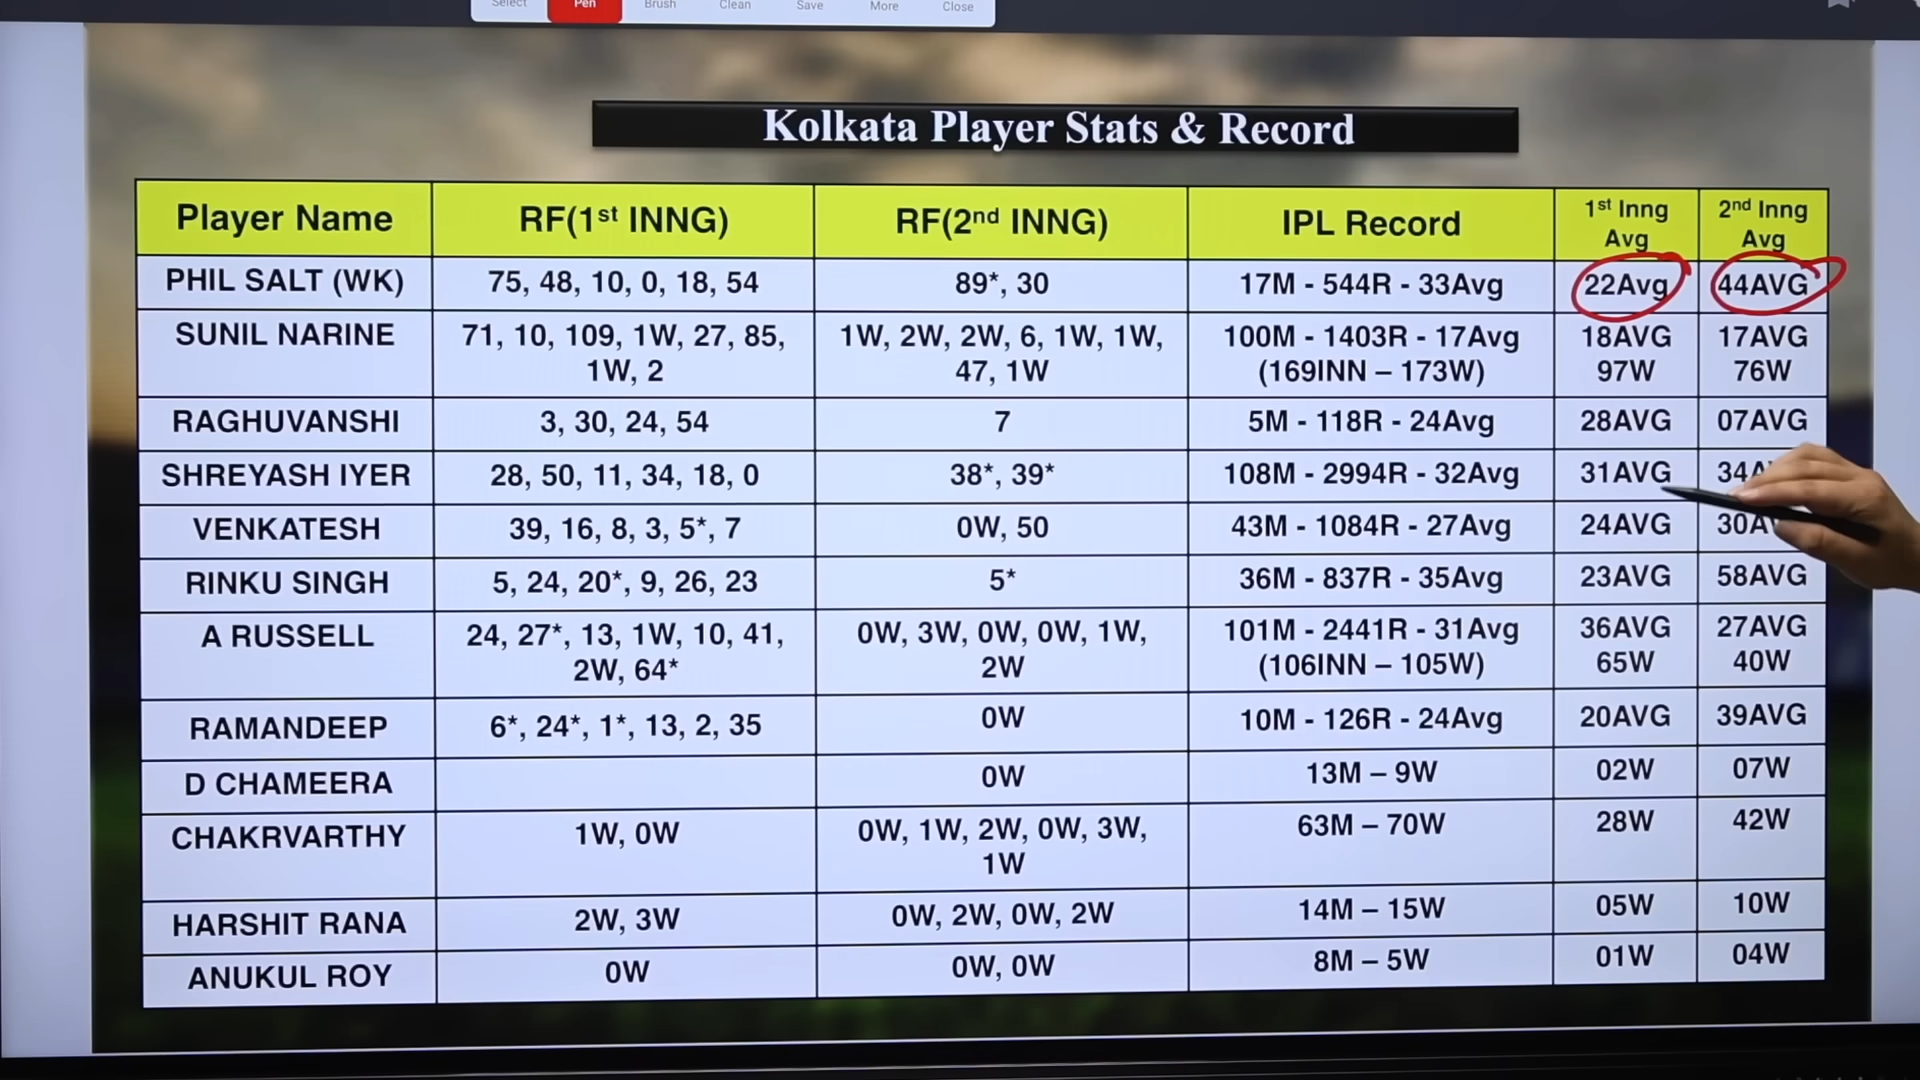 Select Pen Brush Clean Save More Close
Kolkata Player Stats & Record
Player Name RF(1st INNG) RF(2nd INNG) IPL Record 1st Inng Avg 2nd Inng Avg
PHIL SALT (WK) 75, 48, 10, 0, 18, 54 89*, 30 17M - 544R - 33Avg 22Avg 44AVG
SUNIL NARINE 71, 10, 109, 1W, 27, 85, 1W, 2W, 2W, 6, 1W, 1W, 100M - 1403R - 17Avg 18AVG 17AVG
1W, 2 47, 1W (169INN – 173W) 97W 76W
RAGHUVANSHI 3, 30, 24, 54 7 5M - 118R - 24Avg 28AVG 07AVG
SHREYASH IYER 28, 50, 11, 34, 18, 0 38*, 39* 108M - 2994R - 32Avg 31AVG
VENKATESH 39, 16, 8, 3, 5*, 7 0W, 50 43M - 1084R - 27Avg 24AVG
RINKU SINGH 5, 24, 20*, 9, 26, 23 5* 36M - 837R - 35Avg 23AVG 58AVG
A RUSSELL 24, 27*, 13, 1W, 10, 41, 0W, 3W, 0W, 0W, 1W, 101M - 2441R - 31Avg 36AVG 27AVG
2W, 64* 2W (106INN – 105W) 65W 40W
RAMANDEEP 6*, 24*, 1*, 13, 2, 35 0W 10M - 126R - 24Avg 20AVG 39AVG
D CHAMEERA 0W 13M – 9W 02W 07W
CHAKRVARTHY 1W, 0W 0W, 1W, 2W, 0W, 3W, 63M – 70W 28W 42W
1W
HARSHIT RANA 2W, 3W 0W, 2W, 0W, 2W 14M – 15W 05W 10W
ANUKUL ROY 0W 0W, 0W 8M – 5W 01W 04W